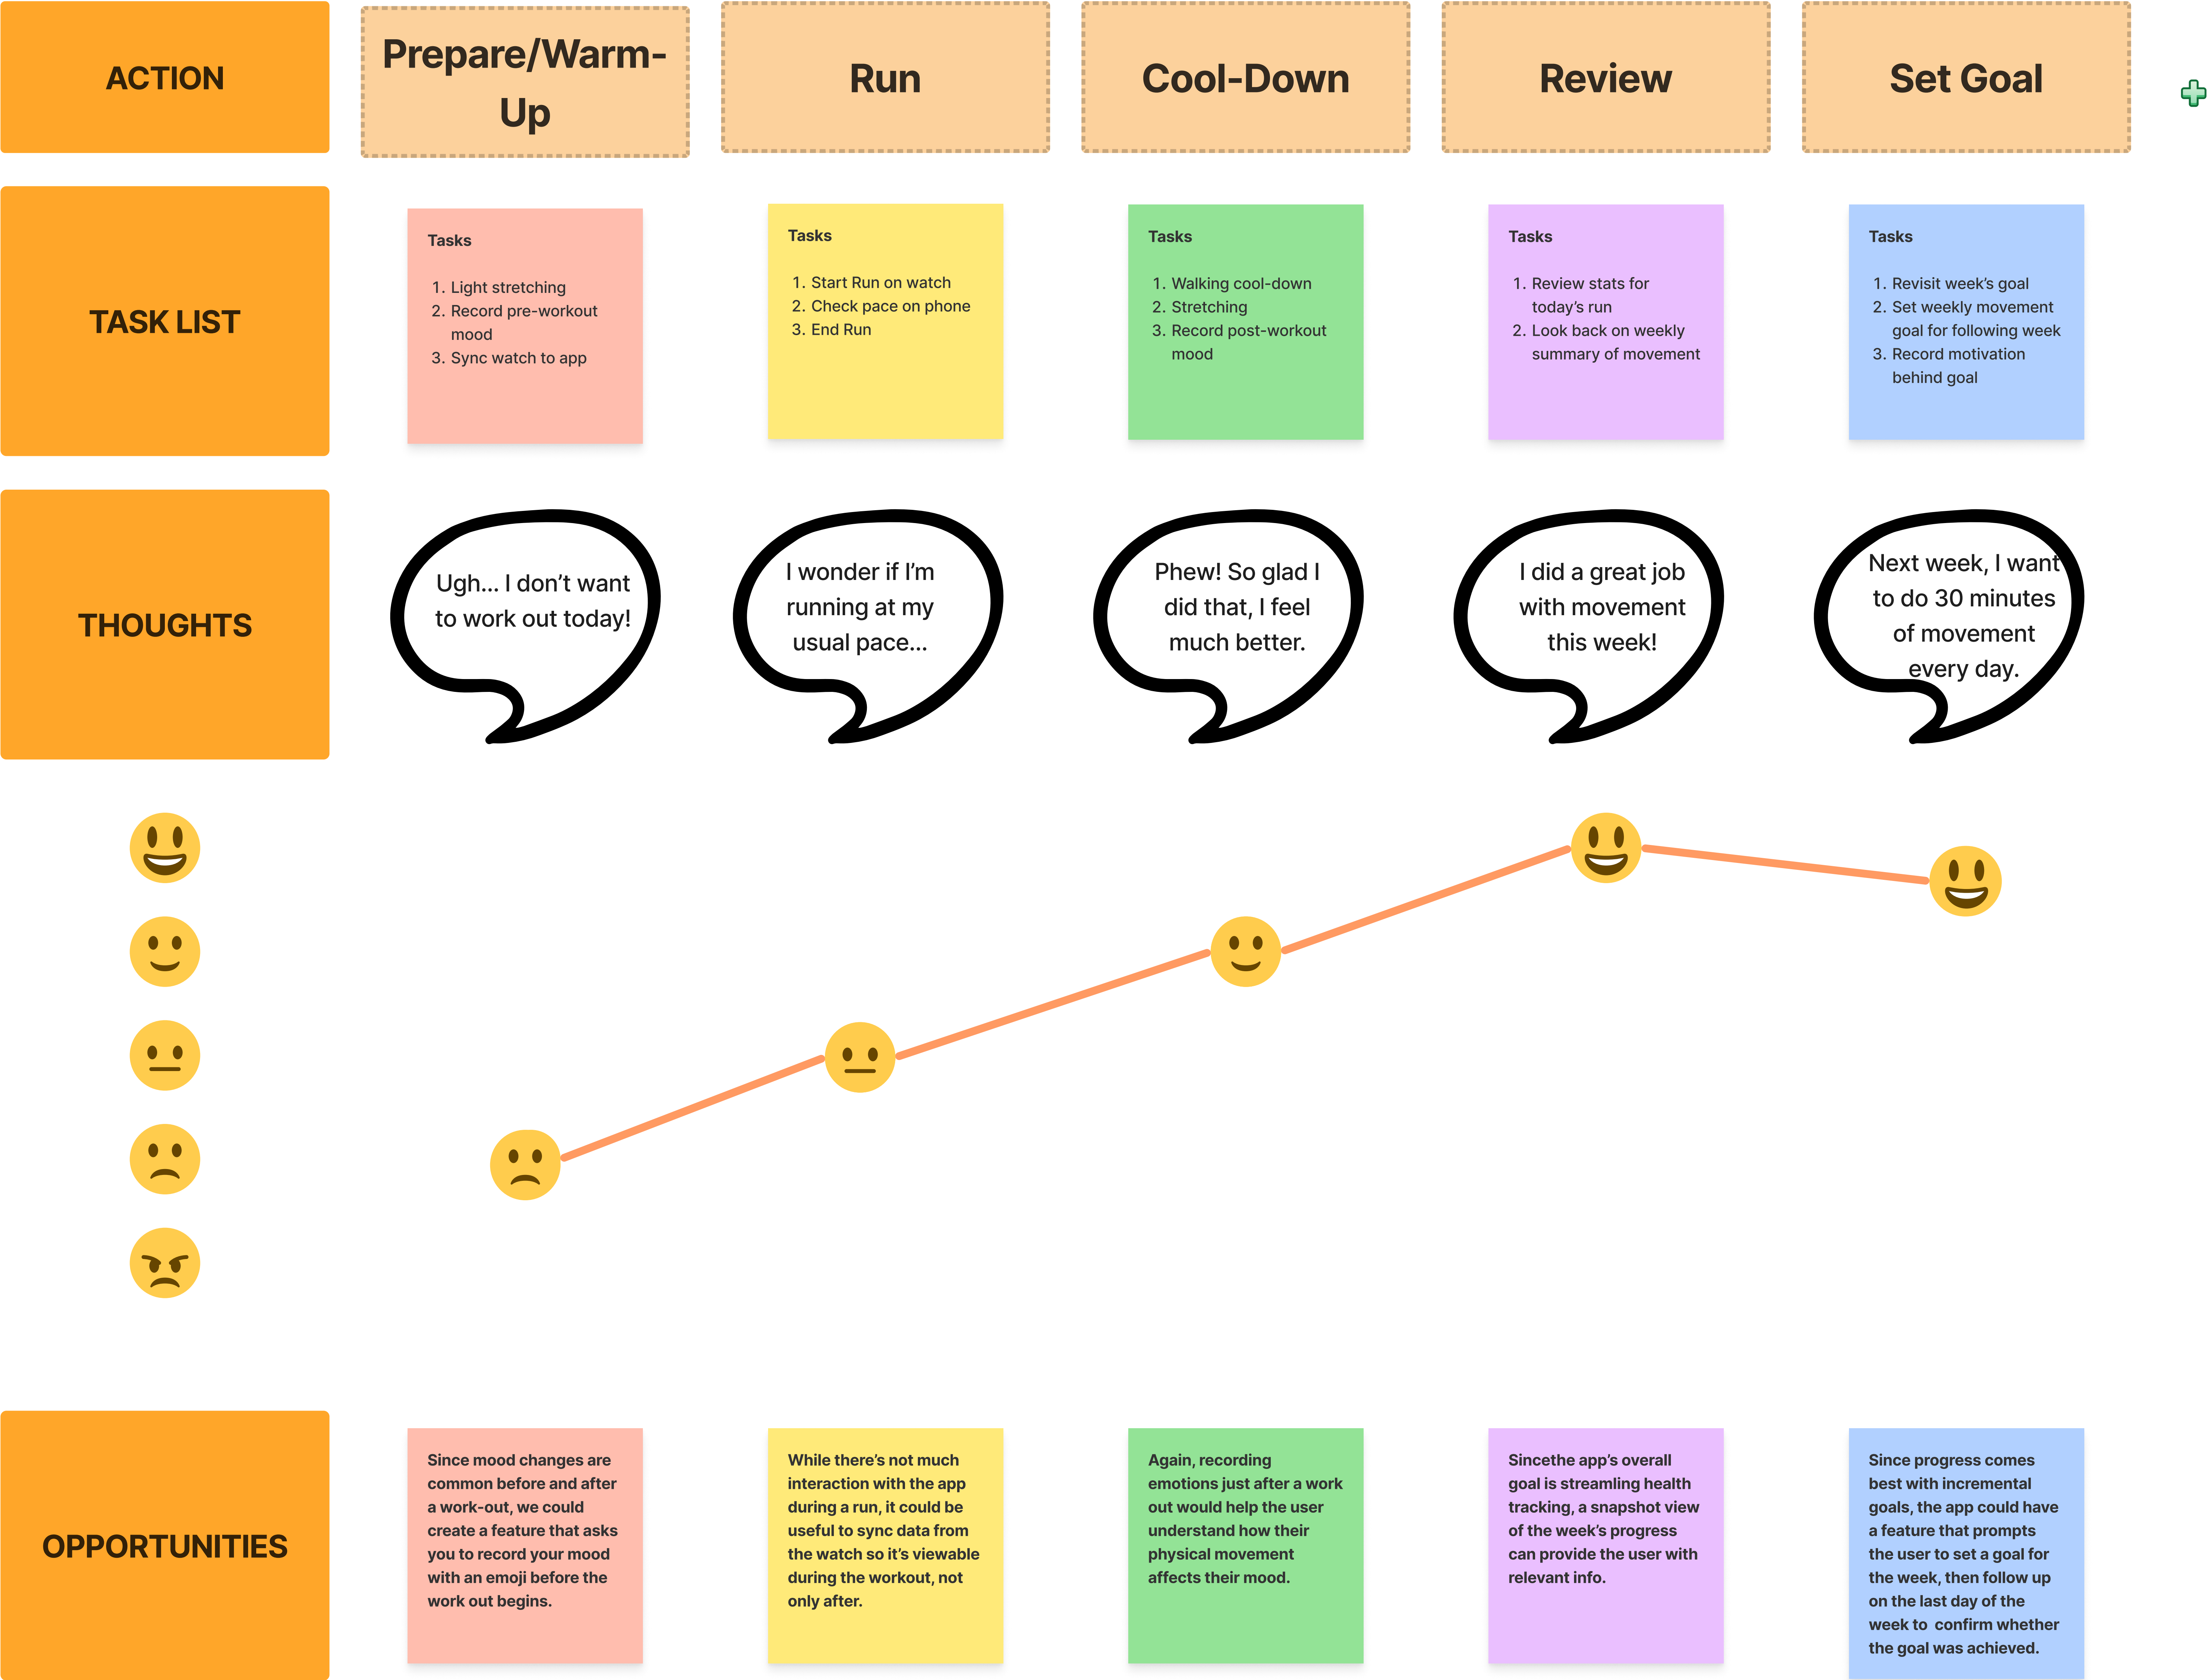 ACTION
Prepare/Warm-
Up
Run
Cool-Down
Review
Set Goal
TASK LIST
Tasks
1. Light stretching
2. Record pre-workout
mood
3. Sync watch to app
Tasks
1. Start Run on watch
2. Check pace on phone
3. End Run
Tasks
1. Walking cool-down
2. Stretching
3. Record post-workout
mood
Tasks
1. Review stats for
today’s run
2. Look back on weekly
summary of movement
Tasks
1. Revisit week’s goal
2. Set weekly movement
goal for following week
3. Record motivation
behind goal
THOUGHTS
Ugh... I don’t want
to work out today!
I wonder if I’m
running at my
usual pace...
Phew! So glad I
did that, I feel
much better.
I did a great job
with movement
this week!
Next week, I want
to do 30 minutes
of movement
every day.
OPPORTUNITIES
Since mood changes are
common before and after
a work-out, we could
create a feature that asks
you to record your mood
with an emoji before the
work out begins.
While there’s not much
interaction with the app
during a run, it could be
useful to sync data from
the watch so it’s viewable
during the workout, not
only after.
Again, recording
emotions just after a work
out would help the user
understand how their
physical movement
affects their mood.
Sincethe app’s overall
goal is streamling health
tracking, a snapshot view
of the week’s progress
can provide the user with
relevant info.
Since progress comes
best with incremental
goals, the app could have
a feature that prompts
the user to set a goal for
the week, then follow up
on the last day of the
week to  confirm whether
the goal was achieved.